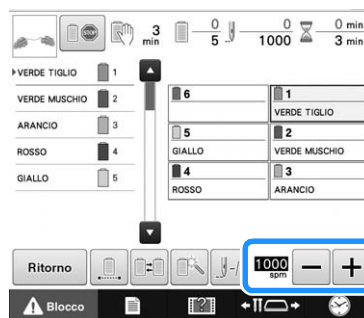 3 min 0 5 0 1000 0 min 3 min
VERDE TIGLIO 1
VERDE MUSCHIO 2
ARANCIO 3
ROSSO 4
GIALLO 5
6 1
VERDE TIGLIO
5 2
GIALLO VERDE MUSCHIO
4 3
ROSSO ARANCIO
Ritorno 1000 spm − +
Blocco